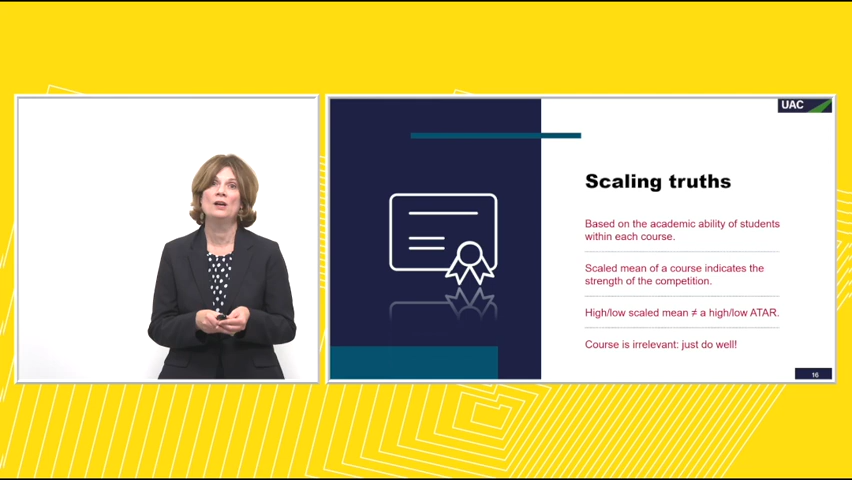 UAC
Scaling truths
Based on the academic ability of students
within each course.
Scaled mean of a course indicates the
strength of the competition.
High/low scaled mean ≠ a high/low ATAR.
Course is irrelevant: just do well!
16